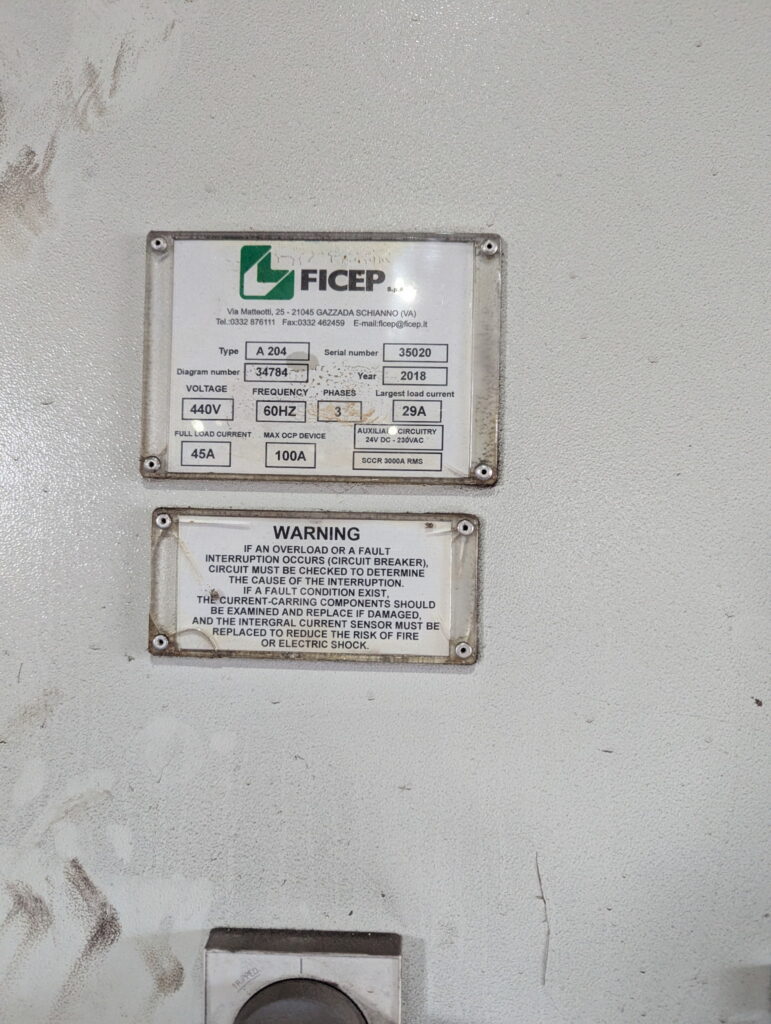 FICEP S.p.A.
Via Matteotti, 25 - 21045 GAZZADA SCHIANNO (VA)
Tel.:0332 876111 Fax:0332 462459 E-mail:ficep@ficep.it
Type A 204 Serial number 35020
Diagram number 34784 Year 2018
VOLTAGE FREQUENCY PHASES Largest load current
440V 60HZ 3 29A
FULL LOAD CURRENT MAX OCP DEVICE AUXILIARY CIRCUITRY
24V DC - 230VAC
45A 100A SCCR 3000A RMS
WARNING
IF AN OVERLOAD OR A FAULT
INTERRUPTION OCCURS (CIRCUIT BREAKER),
CIRCUIT MUST BE CHECKED TO DETERMINE
THE CAUSE OF THE INTERRUPTION.
IF A FAULT CONDITION EXIST,
THE CURRENT-CARRING COMPONENTS SHOULD
BE EXAMINED AND REPLACE IF DAMAGED,
AND THE INTERGRAL CURRENT SENSOR MUST BE
REPLACED TO REDUCE THE RISK OF FIRE
OR ELECTRIC SHOCK.
TRIPPED